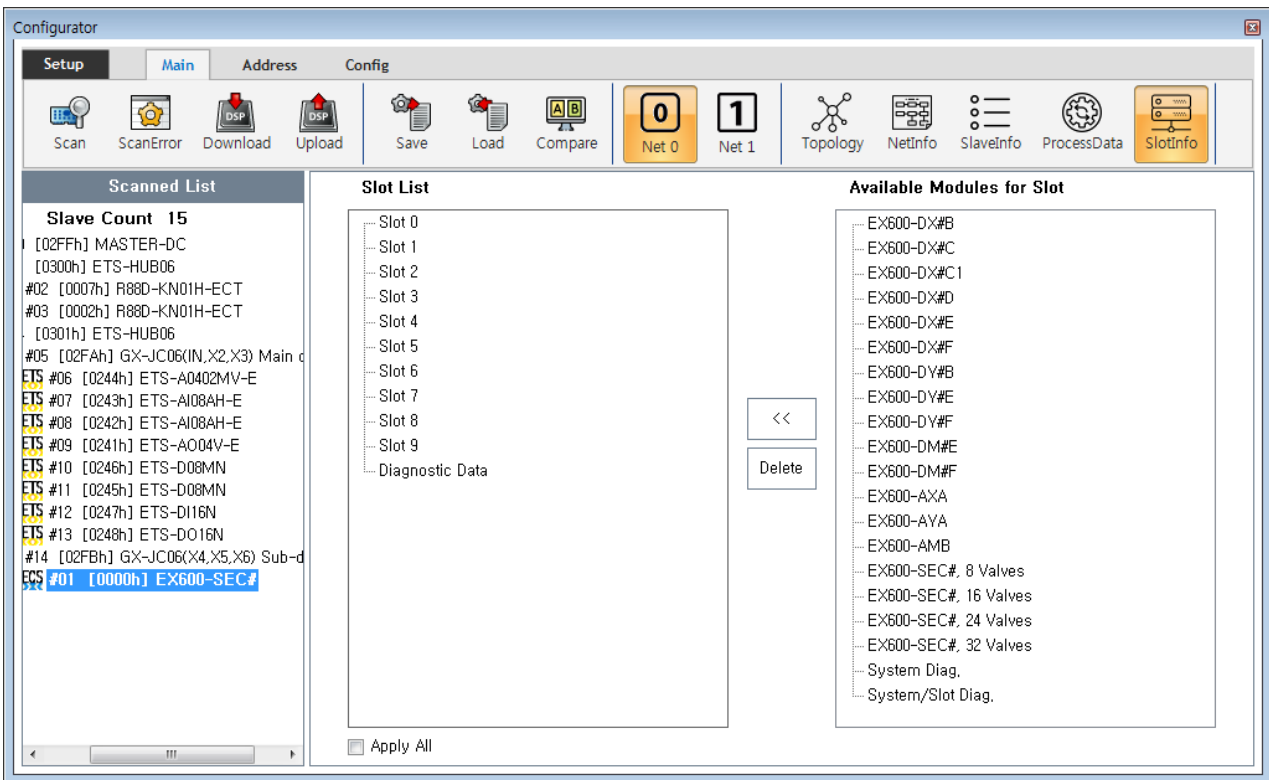 Configurator
Setup Main Address Config
Scan ScanError Download Upload Save Load Compare Net 0 Net 1 Topology NetInfo SlaveInfo ProcessData SlotInfo
DSP DSP A B 0 1
Scanned List
Slave Count 15
[02FFh] MASTER-DC
[0300h] ETS-HUB06
#02 [0007h] R88D-KN01H-ECT
#03 [0002h] R88D-KN01H-ECT
[0301h] ETS-HUB06
#05 [02FAh] GX-JC06(IN,X2,X3) Main d
ETS #06 [0244h] ETS-A0402MV-E
ETS #07 [0243h] ETS-AI08AH-E
ETS #08 [0242h] ETS-AI08AH-E
ETS #09 [0241h] ETS-AO04V-E
ETS #10 [0246h] ETS-D08MN
ETS #11 [0245h] ETS-D08MN
ETS #12 [0247h] ETS-DI16N
ETS #13 [0248h] ETS-DO16N
#14 [02FBh] GX-JC06(X4,X5,X6) Sub-d
ECS #01 [0000h] EX600-SEC#
Slot List
Slot 0
Slot 1
Slot 2
Slot 3
Slot 4
Slot 5
Slot 6
Slot 7
Slot 8
Slot 9
Diagnostic Data
<<
Delete
Apply All
Available Modules for Slot
EX600-DX#B
EX600-DX#C
EX600-DX#C1
EX600-DX#D
EX600-DX#E
EX600-DX#F
EX600-DY#B
EX600-DY#E
EX600-DY#F
EX600-DM#E
EX600-DM#F
EX600-AXA
EX600-AYA
EX600-AMB
EX600-SEC#, 8 Valves
EX600-SEC#, 16 Valves
EX600-SEC#, 24 Valves
EX600-SEC#, 32 Valves
System Diag.
System/Slot Diag.